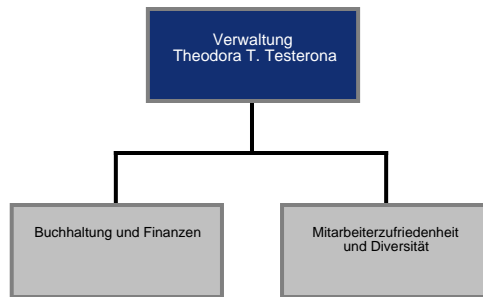 Verwaltung
Theodora T. Testerona
Buchhaltung und Finanzen
Mitarbeiterzufriedenheit
und Diversität